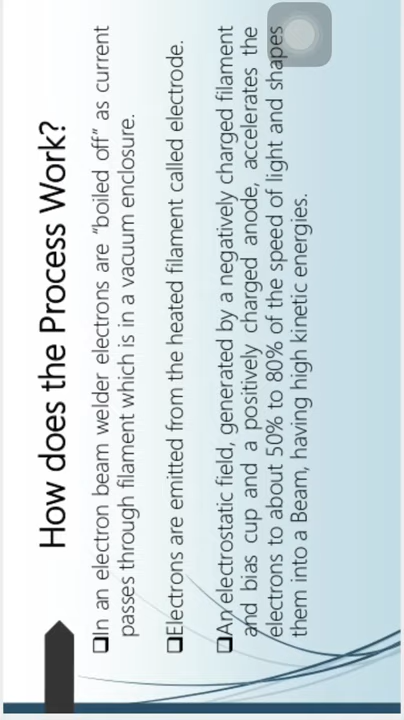 How does the Process Work?
❑In an electron beam welder electrons are "boiled off" as current
passes through filament which is in a vacuum enclosure.
❑Electrons are emitted from the heated filament called electrode.
❑An electrostatic field, generated by a negatively charged filament
and bias cup and a positively charged anode, accelerates the
electrons to about 50% to 80% of the speed of light and shapes
them into a Beam, having high kinetic energies.